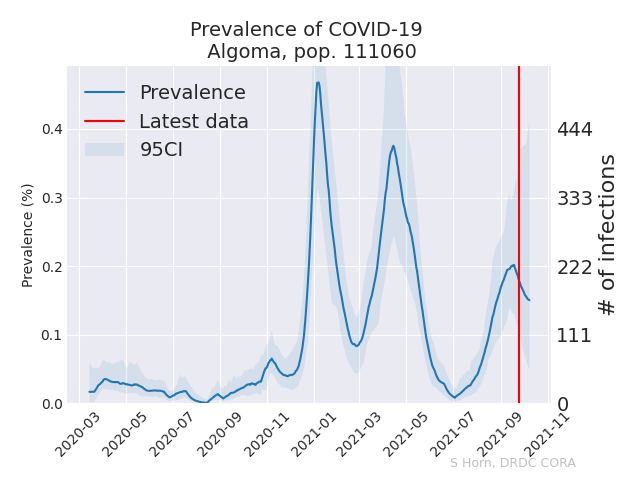 Prevalence of COVID-19
Algoma, pop. 111060
Prevalence
Latest data
95CI
Prevalence (%)
0.4
0.3
0.2
0.1
0.0
444
333
222
111
0
# of infections
2020-03
2020-05
2020-07
2020-09
2020-11
2021-01
2021-03
2021-05
2021-07
2021-09
2021-11
S Horn, DRDC CORA